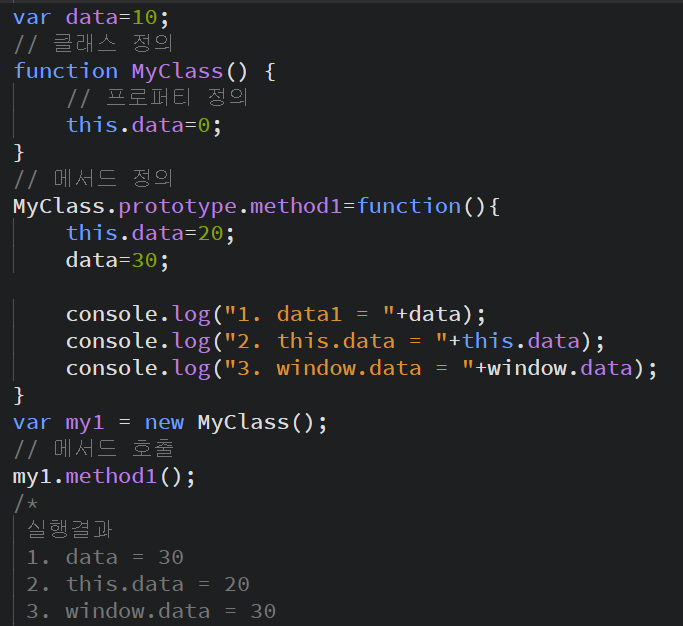 var data=10;
// 클래스 정의
function MyClass() {
    // 프로퍼티 정의
    this.data=0;
}
// 메서드 정의
MyClass.prototype.method1=function(){
    this.data=20;
    data=30;

    console.log("1. data1 = "+data);
    console.log("2. this.data = "+this.data);
    console.log("3. window.data = "+window.data);
}
var my1 = new MyClass();
// 메서드 호출
my1.method1();
/*
 실행결과
 1. data = 30
 2. this.data = 20
 3. window.data = 30